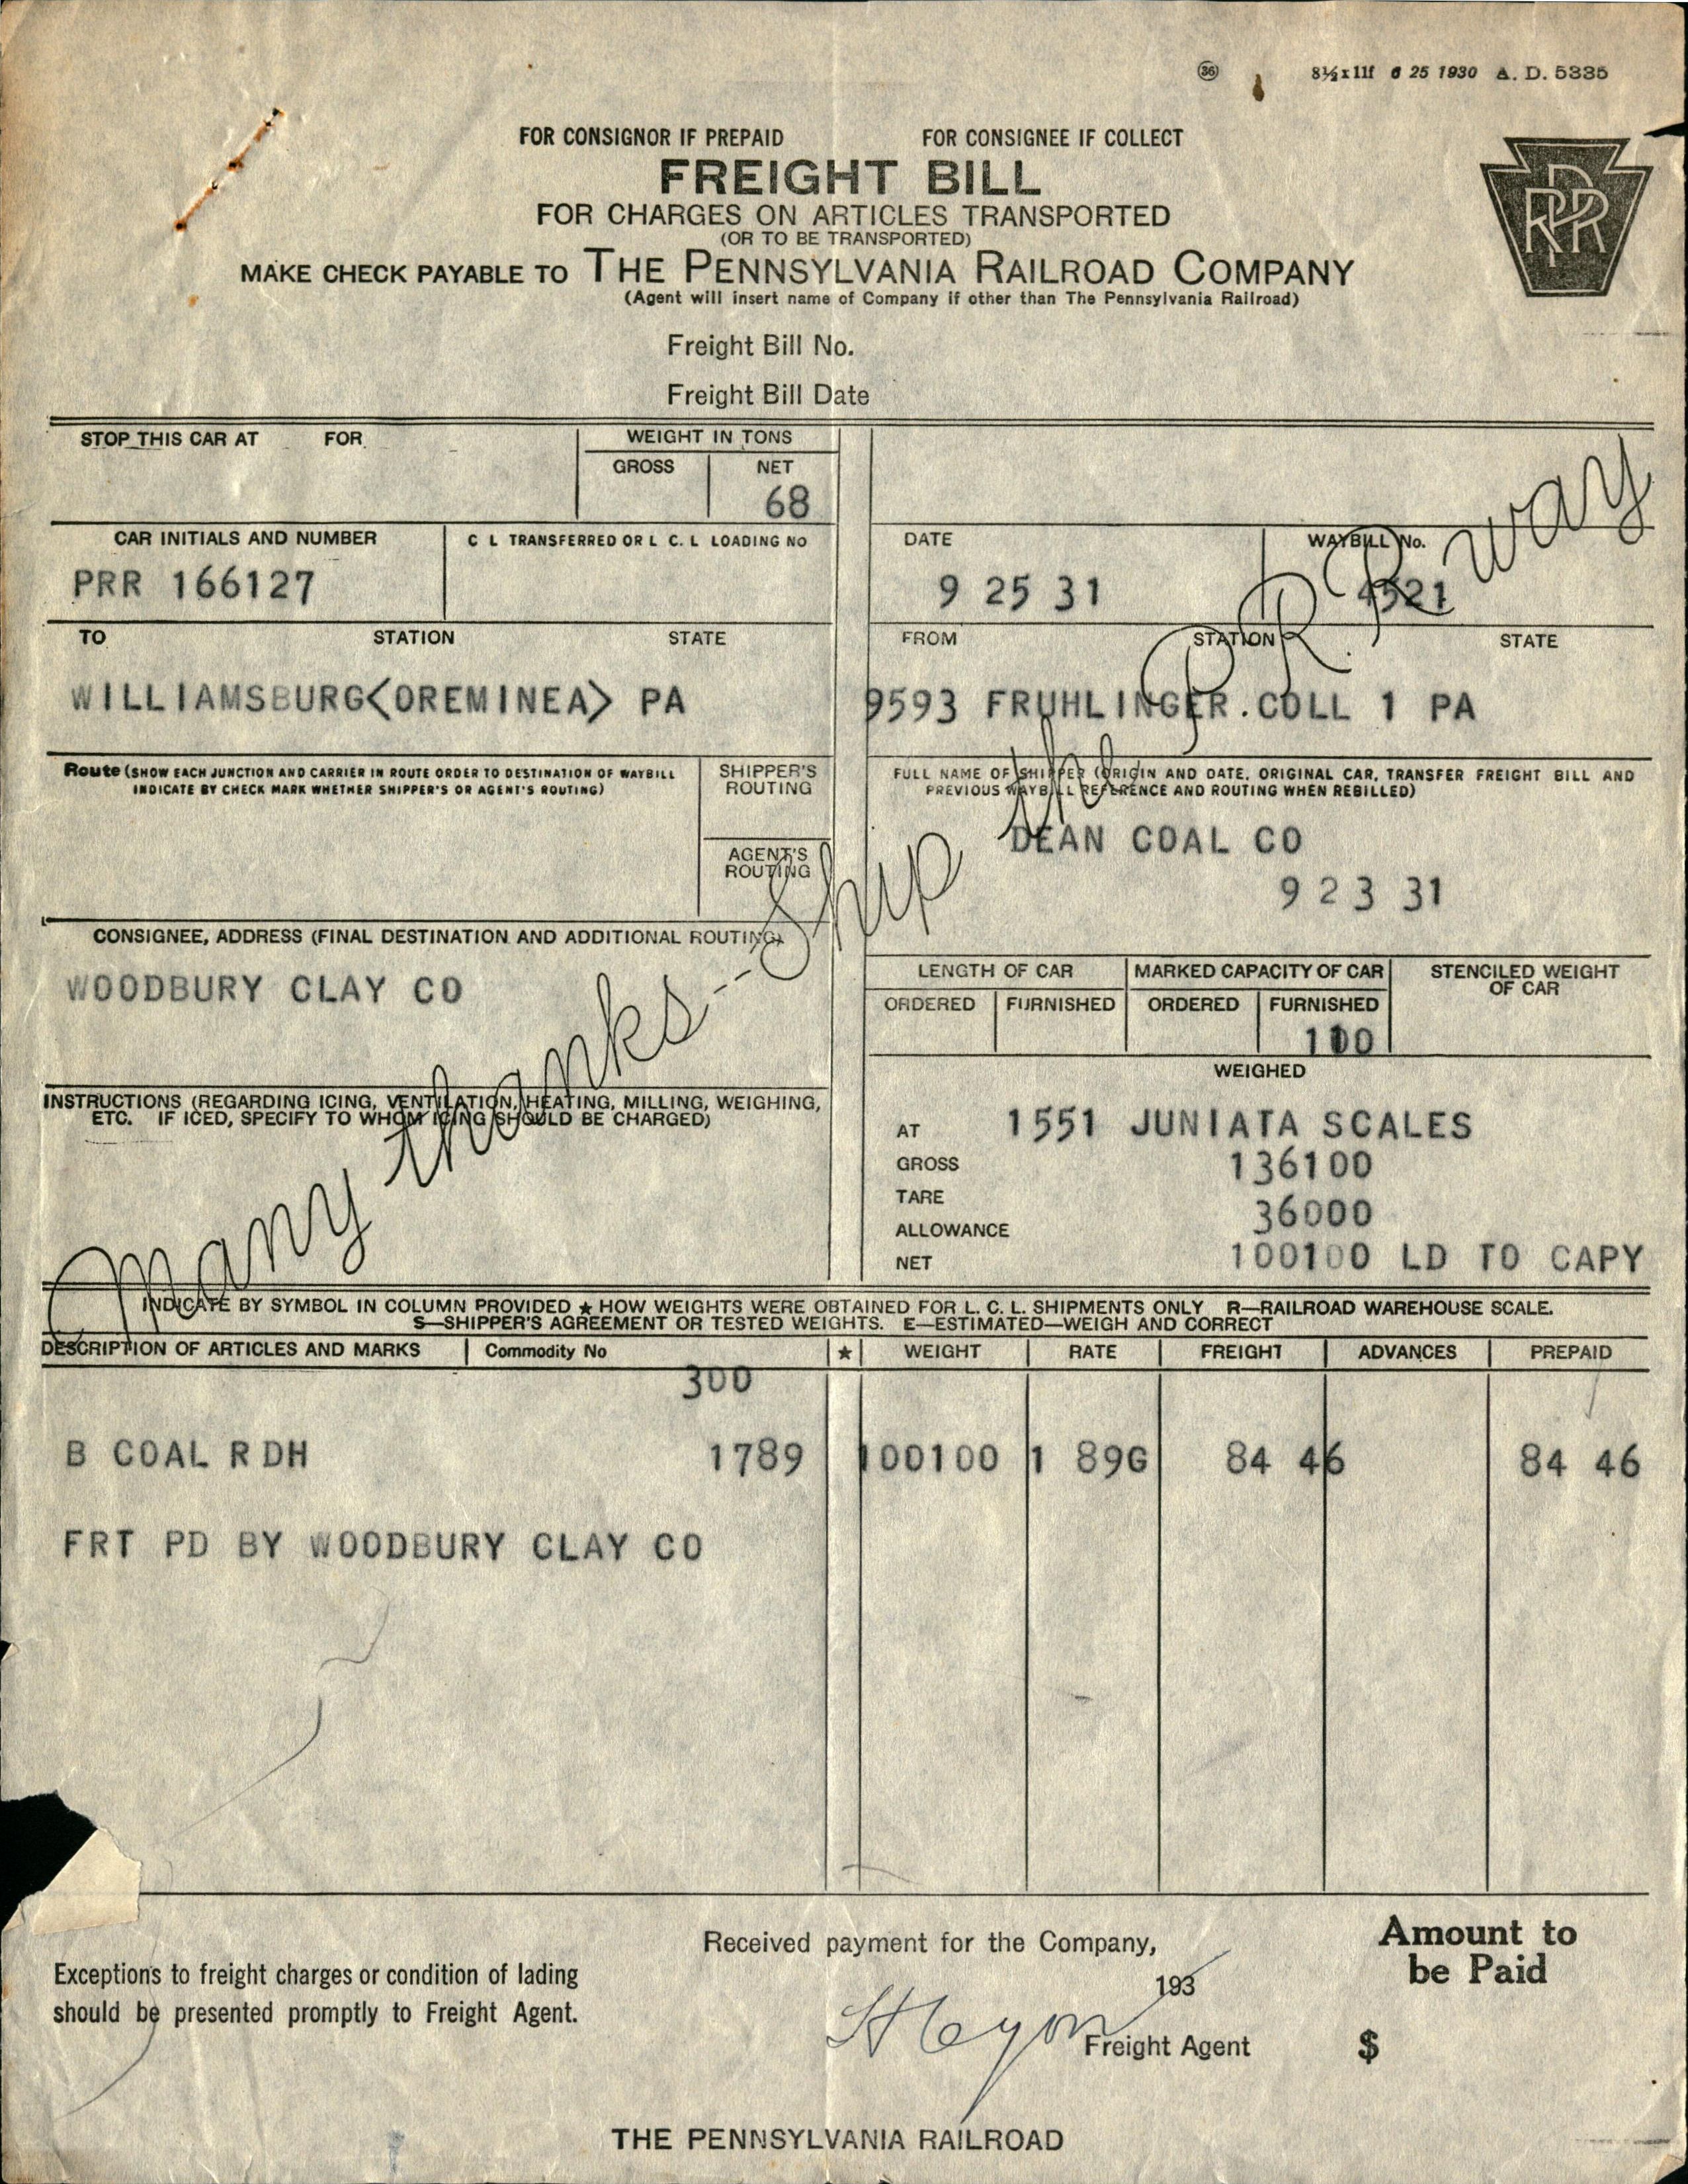 36 8½x11f 6 25 1930 A. D. 5335
FOR CONSIGNOR IF PREPAID FOR CONSIGNEE IF COLLECT
FREIGHT BILL
FOR CHARGES ON ARTICLES TRANSPORTED
(OR TO BE TRANSPORTED)
MAKE CHECK PAYABLE TO THE PENNSYLVANIA RAILROAD COMPANY
(Agent will insert name of Company if other than The Pennsylvania Railroad)
PRR
Freight Bill No.
Freight Bill Date
STOP THIS CAR AT FOR
WEIGHT IN TONS
GROSS NET
68
CAR INITIALS AND NUMBER
C L TRANSFERRED OR L C. L LOADING NO
PRR 166127
DATE WAYBILL No.
9 25 31 4521
TO STATION STATE
WILLIAMSBURG<OREMINEA> PA
FROM STATION STATE
9593 FRUHLINGER.COLL 1 PA
Route (SHOW EACH JUNCTION AND CARRIER IN ROUTE ORDER TO DESTINATION OF WAYBILL
INDICATE BY CHECK MARK WHETHER SHIPPER'S OR AGENT'S ROUTING)
SHIPPER'S
ROUTING
AGENT'S
ROUTING
FULL NAME OF SHIPPER (ORIGIN AND DATE, ORIGINAL CAR, TRANSFER FREIGHT BILL AND
PREVIOUS WAYBILL REFERENCE AND ROUTING WHEN REBILLED)
DEAN COAL CO
9 23 31
CONSIGNEE, ADDRESS (FINAL DESTINATION AND ADDITIONAL ROUTING)
WOODBURY CLAY CO
LENGTH OF CAR MARKED CAPACITY OF CAR STENCILED WEIGHT
OF CAR
ORDERED FURNISHED ORDERED FURNISHED
100
INSTRUCTIONS (REGARDING ICING, VENTILATION, HEATING, MILLING, WEIGHING,
ETC. IF ICED, SPECIFY TO WHOM ICING SHOULD BE CHARGED)
WEIGHED
AT 1551 JUNIATA SCALES
GROSS 136100
TARE 36000
ALLOWANCE
NET 100100 LD TO CAPY
Many thanks -- Ship via P.R.R. way
INDICATE BY SYMBOL IN COLUMN PROVIDED ★ HOW WEIGHTS WERE OBTAINED FOR L. C. L. SHIPMENTS ONLY R—RAILROAD WAREHOUSE SCALE.
S—SHIPPER'S AGREEMENT OR TESTED WEIGHTS. E—ESTIMATED—WEIGH AND CORRECT
DESCRIPTION OF ARTICLES AND MARKS Commodity No ★ WEIGHT RATE FREIGHT ADVANCES PREPAID
300
B COAL R DH 1789 100100 1 89G 84 46 84 46
FRT PD BY WOODBURY CLAY CO
Received payment for the Company,
193
Freight Agent
Exceptions to freight charges or condition of lading
should be presented promptly to Freight Agent.
Amount to
be Paid
$
THE PENNSYLVANIA RAILROAD